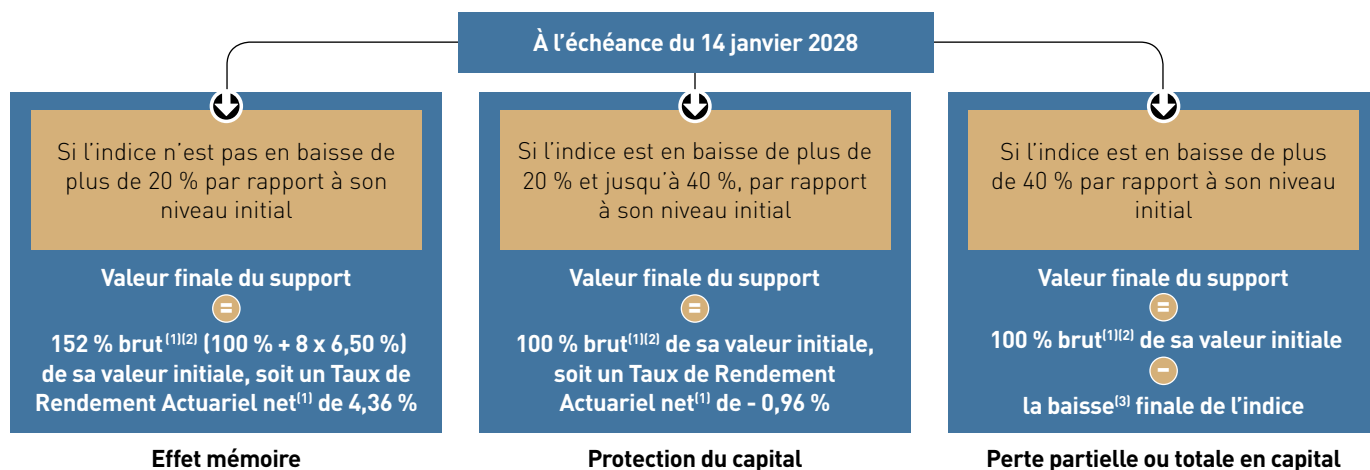 À l'échéance du 14 janvier 2028
Si l'indice n'est pas en baisse de
plus de 20 % par rapport à son
niveau initial
Valeur finale du support
=
152 % brut(1)(2) (100 % + 8 x 6,50 %)
de sa valeur initiale, soit un Taux de
Rendement Actuariel net(1) de 4,36 %
Effet mémoire
Si l'indice est en baisse de plus de
20 % et jusqu'à 40 %, par rapport
à son niveau initial
Valeur finale du support
=
100 % brut(1)(2) de sa valeur initiale,
soit un Taux de Rendement
Actuariel net(1) de - 0,96 %
Protection du capital
Si l'indice est en baisse de plus
de 40 % par rapport à son niveau
initial
Valeur finale du support
=
100 % brut(1)(2) de sa valeur initiale
–
la baisse(3) finale de l'indice
Perte partielle ou totale en capital